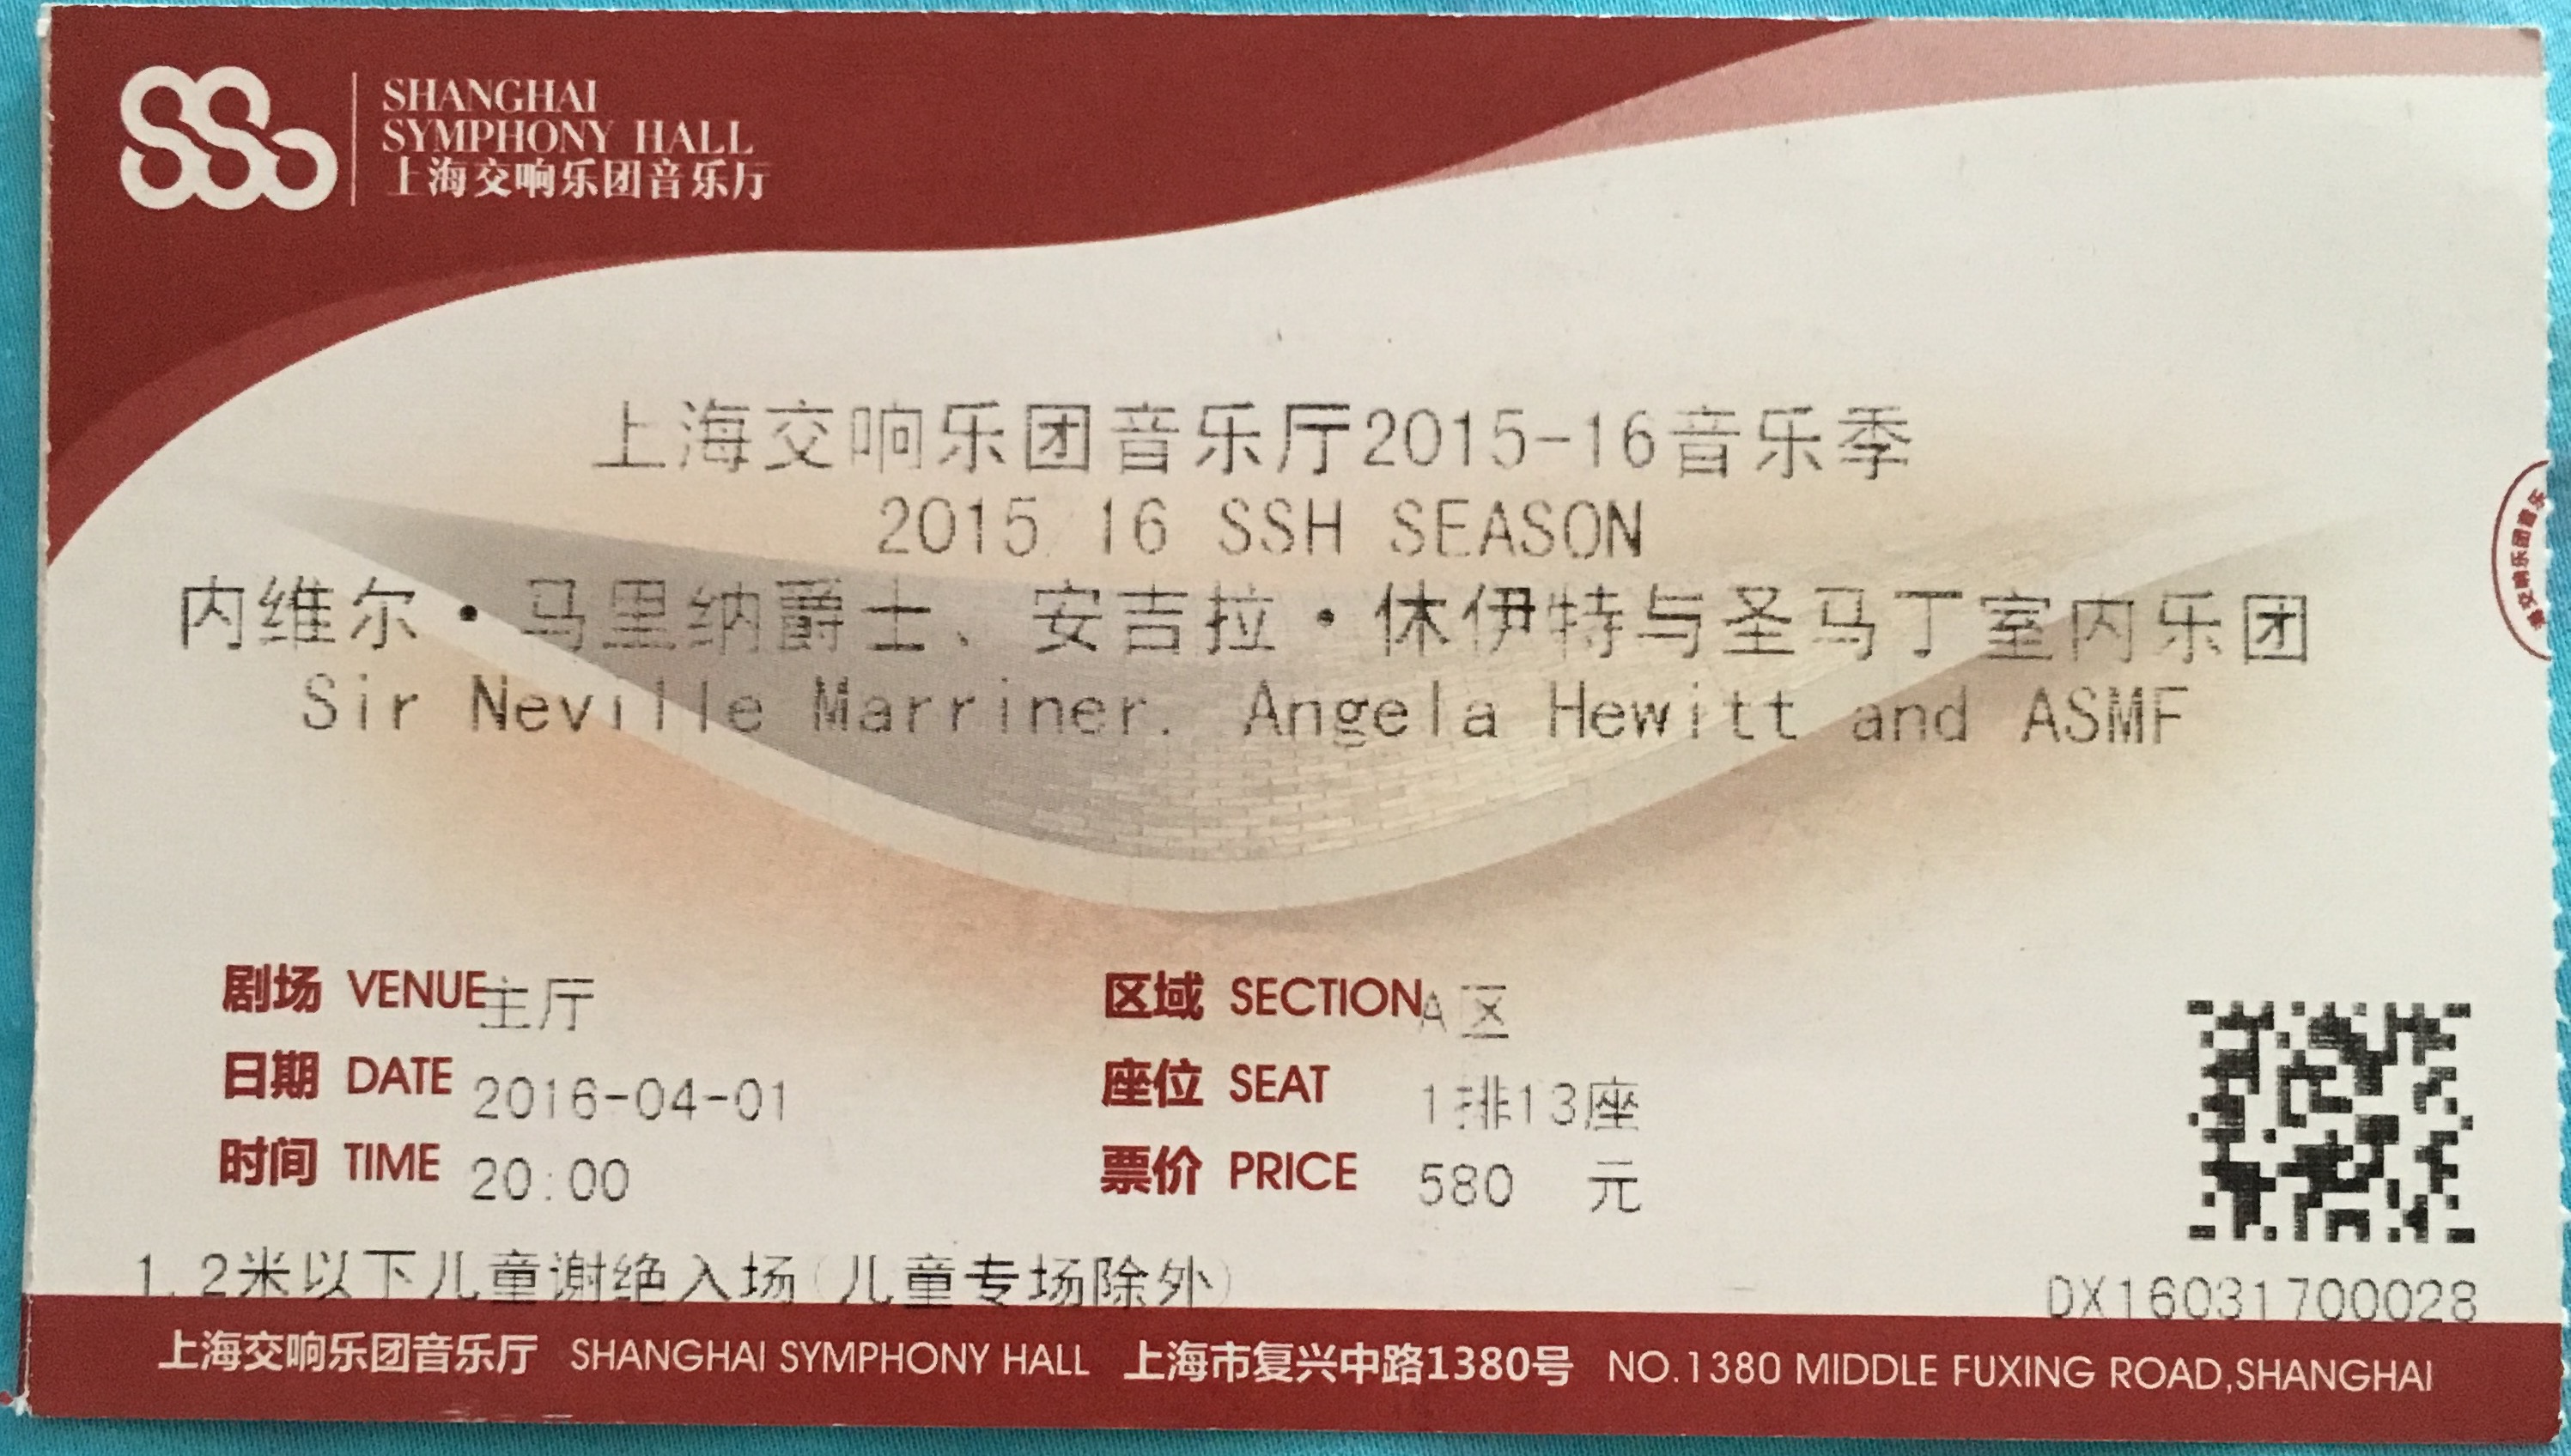 SHANGHAI
SYMPHONY HALL
上海交响乐团音乐厅
上海交响乐团音乐厅2015-16音乐季
2015 16 SSH SEASON
内维尔·马里纳爵士、安吉拉·休伊特与圣马丁室内乐团
Sir Neville Marriner. Angela Hewitt and ASMF
交响乐团音乐
剧场 VENUE 主厅 区域 SECTION A区
日期 DATE 2016-04-01 座位 SEAT 1排13座
时间 TIME 20:00 票价 PRICE 580 元
1.2米以下儿童谢绝入场(儿童专场除外)
DX16031700028
上海交响乐团音乐厅 SHANGHAI SYMPHONY HALL 上海市复兴中路1380号 NO.1380 MIDDLE FUXING ROAD,SHANGHAI